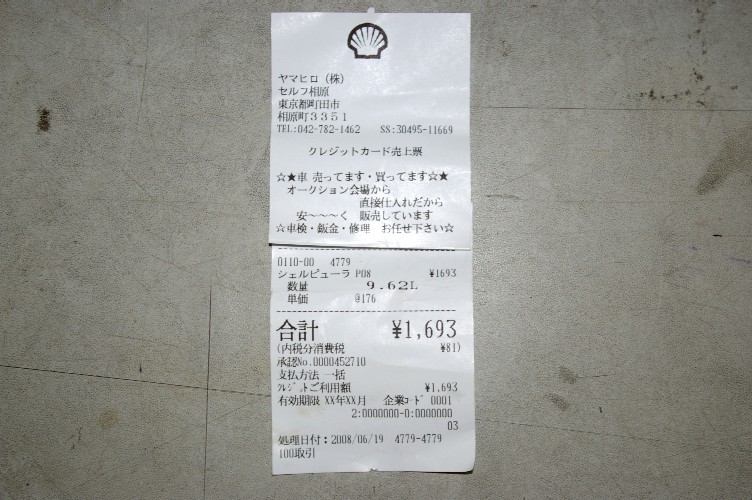 ヤマヒロ(株)
セルフ相原
東京都町田市
相原町3351
TEL:042-782-1462 SS:30495-11669
クレジットカード売上票
☆★車 売ってます・買ってます☆★
オークション会場から
直接仕入れだから
安〜〜〜く 販売しています
☆車検・鈑金・修理 お任せ下さい☆
0110-00 4779
シェルピューラ P08 ¥1693
数量 9.62L
単価 @176
合計 ¥1,693
(内税分消費税 ¥81)
承認No.0000452710
支払方法 一括
クレジットご利用額 ¥1,693
有効期限 XX年XX月 企業コード 0001
2:0000000-0:0000000
03
処理日付:2008/06/19 4779-4779
100取引